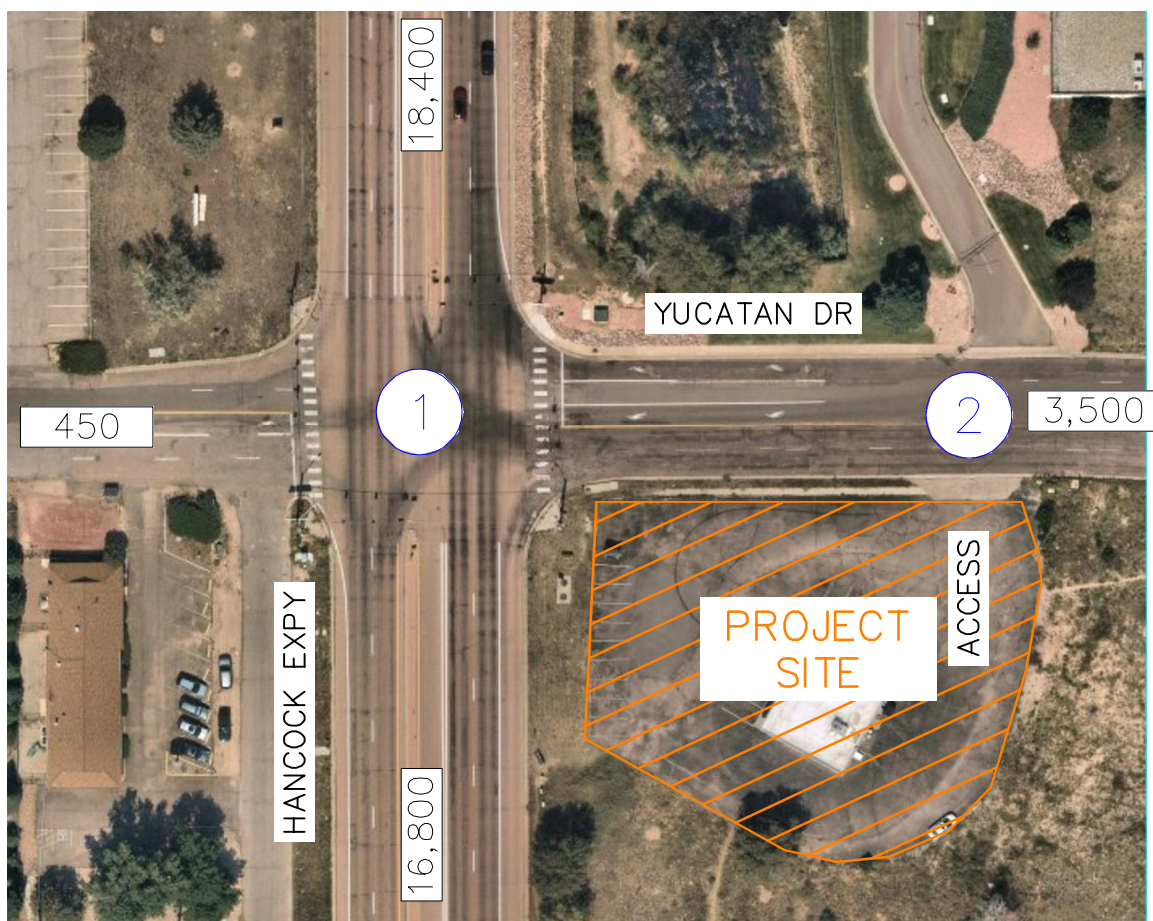 18,400
YUCATAN DR
1
2
450
3,500
ACCESS
PROJECT
SITE
HANCOCK EXPY
16,800